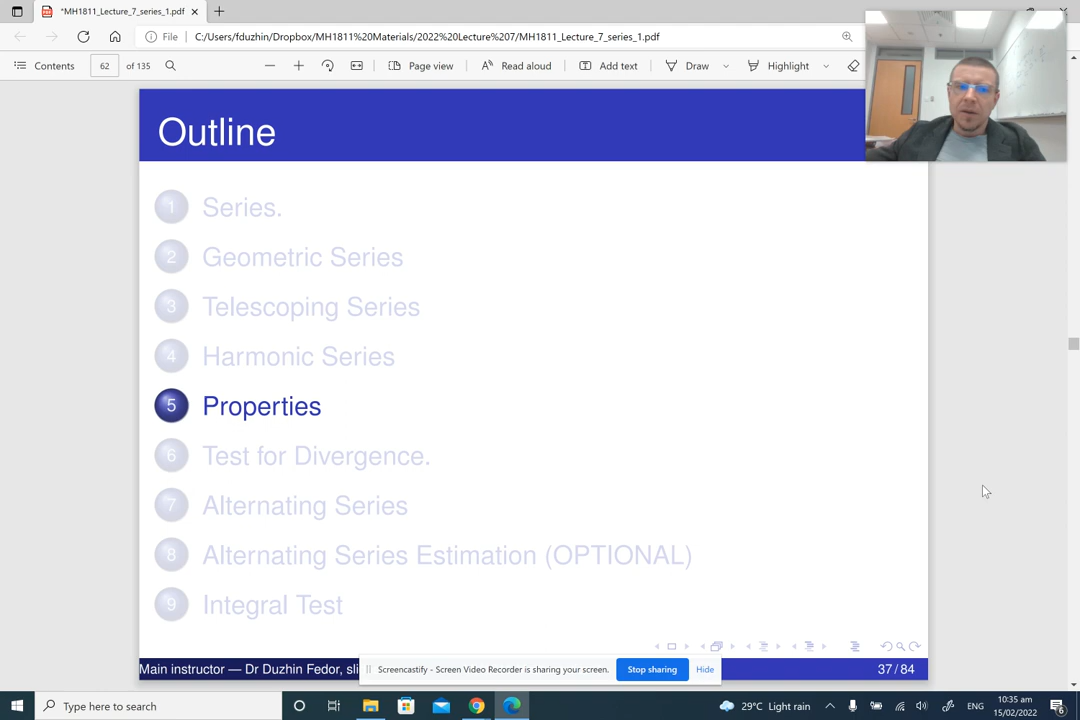 *MH1811_Lecture_7_series_1.pdf
File C:/Users/fduzhin/Dropbox/MH1811%20Materials/2022%20Lecture%207/MH1811_Lecture_7_series_1.pdf
Contents 62 of 135 Page view Read aloud Add text Draw Highlight
Outline
1 Series.
2 Geometric Series
3 Telescoping Series
4 Harmonic Series
5 Properties
6 Test for Divergence.
7 Alternating Series
8 Alternating Series Estimation (OPTIONAL)
9 Integral Test
Main instructor — Dr Duzhin Fedor, sli
37/84
Screencastify - Screen Video Recorder is sharing your screen. Stop sharing Hide
Type here to search
29°C Light rain
ENG
10:35 am
15/02/2022
6